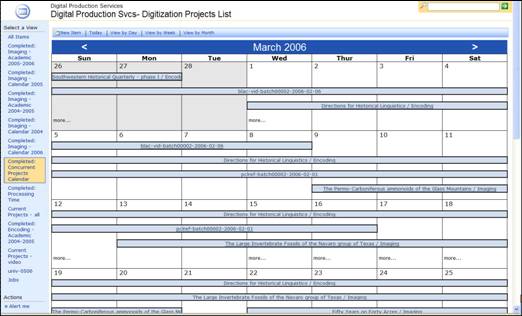 Digital Production Services
Digital Production Svcs- Digitization Projects List
Select a View
All Items
Completed:
Imaging -
Academic
2005-2006
Completed:
Imaging -
Calendar 2005
Completed:
Imaging -
Academic
2004-2005
Completed:
Imaging -
Calendar 2004
Completed:
Imaging -
Calendar 2006
Completed:
Concurrent
Projects
Calendar
Completed:
Processing
Time
Current
Projects - all
Completed:
Encoding -
Academic
2004-2005
Current
Projects -
video
univ-0506
Jobs
Actions
Alert me
New Item | Today | View by Day | View by Week | View by Month
< March 2006 >
Sun Mon Tue Wed Thur Fri Sat
26 27 28 1 2 3 4
Southwestern Historical Quarterly - phase I / Encodi
blac-vid-batch00002-2006-02-06
Directions for Historical Linguistics / Encoding
more... more...
5 6 7 8 9 10 11
blac-vid-batch00002-2006-02-06
Directions for Historical Linguistics / Encoding
pclref-batch00002-2006-02-01
The Permo-Carboniferous ammonoids of the Glass Mountains / Imaging
12 13 14 15 16 17 18
Directions for Historical Linguistics / Encoding
pclref-batch00002-2006-02-01
The Large Invertebrate Fossils of the Navaro group of Texas / Imaging
more... more... more... more... more... more...
19 20 21 22 23 24 25
Directions for Historical Linguistics / Encoding
The Large Invertebrate Fossils of the Navaro group of Texas / Imaging
The Permo-Carboniferous ammonoids of the Glass M
Fifty Years on Forty Acres / Imaging